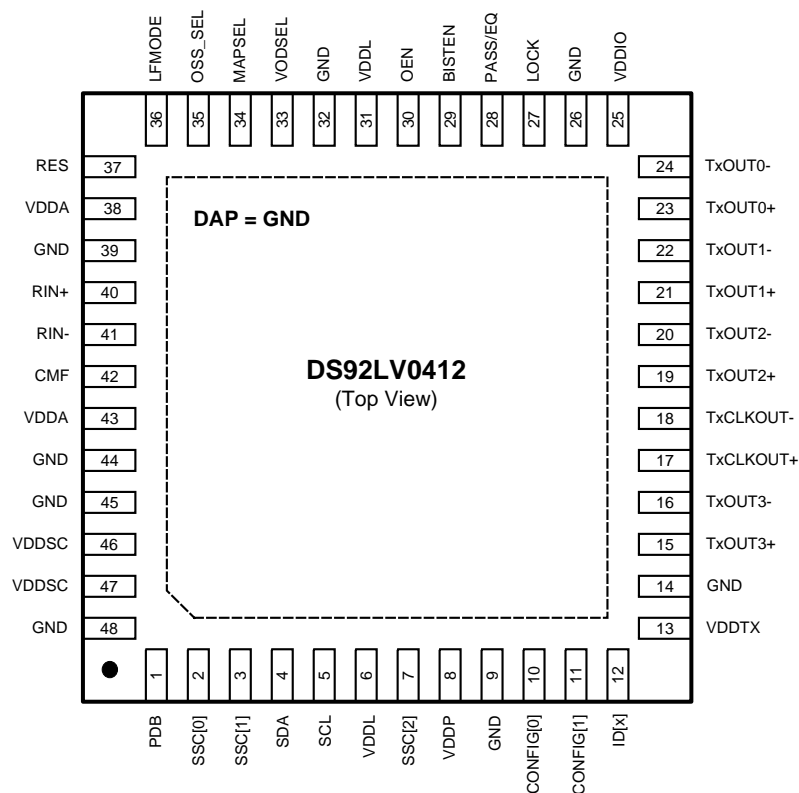 LFMODE
OSS_SEL
MAPSEL
VODSEL
GND
VDDL
OEN
BISTEN
PASS/EQ
LOCK
GND
VDDIO
36
35
34
33
32
31
30
29
28
27
26
25
RES 37
VDDA 38
GND 39
RIN+ 40
RIN- 41
CMF 42
VDDA 43
GND 44
GND 45
VDDSC 46
VDDSC 47
GND 48
DAP = GND
DS92LV0412
(Top View)
24 TxOUT0-
23 TxOUT0+
22 TxOUT1-
21 TxOUT1+
20 TxOUT2-
19 TxOUT2+
18 TxCLKOUT-
17 TxCLKOUT+
16 TxOUT3-
15 TxOUT3+
14 GND
13 VDDTX
1
2
3
4
5
6
7
8
9
10
11
12
PDB
SSC[0]
SSC[1]
SDA
SCL
VDDL
SSC[2]
VDDP
GND
CONFIG[0]
CONFIG[1]
ID[x]